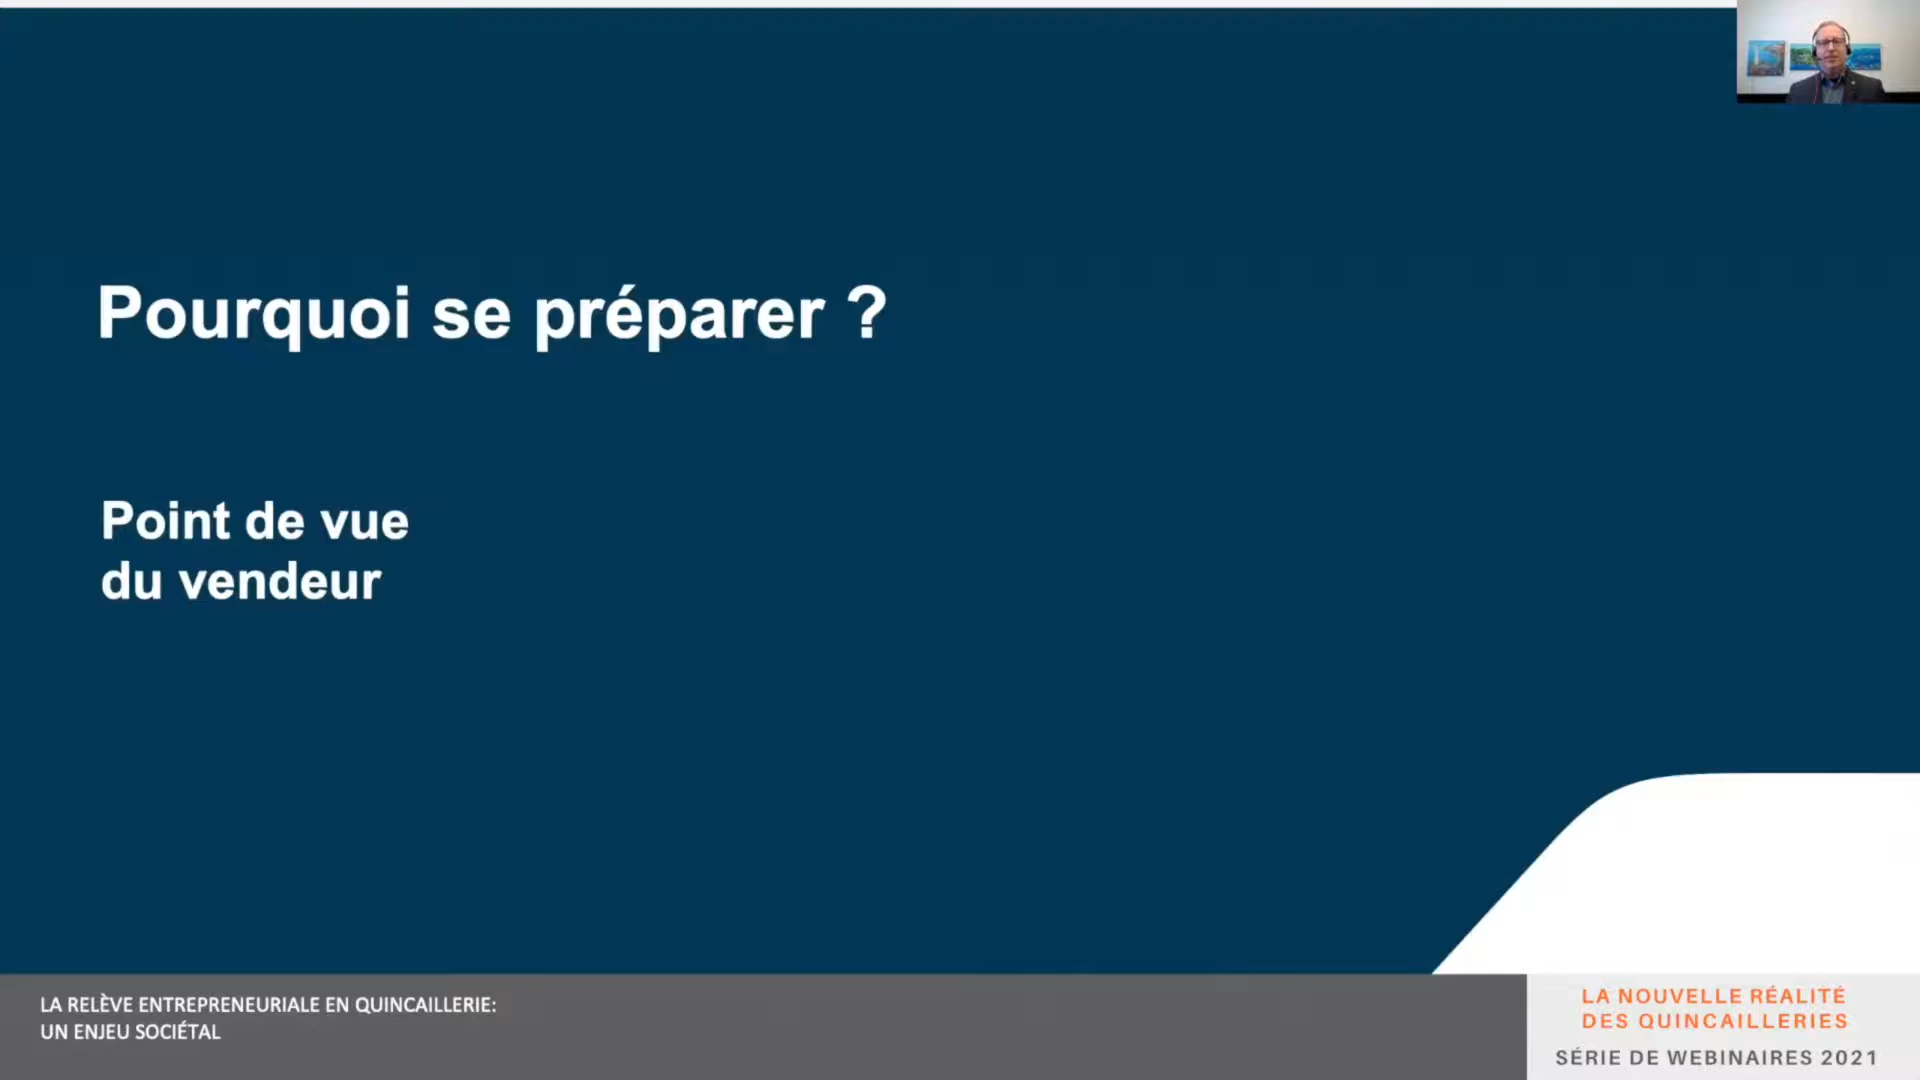 Pourquoi se préparer ?
Point de vue
du vendeur
LA RELÈVE ENTREPRENEURIALE EN QUINCAILLERIE:
UN ENJEU SOCIÉTAL
LA NOUVELLE RÉALITÉ
DES QUINCAILLERIES
SÉRIE DE WEBINAIRES 2021